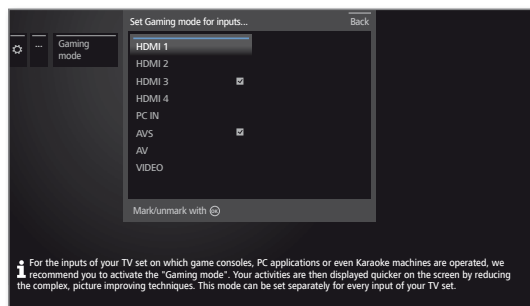 Set Gaming mode for inputs...
Back
...
Gaming
mode
HDMI 1
HDMI 2
HDMI 3
HDMI 4
PC IN
AVS
AV
VIDEO
Mark/unmark with OK
For the inputs of your TV set on which game consoles, PC applications or even Karaoke machines are operated, we
recommend you to activate the "Gaming mode". Your activities are then displayed quicker on the screen by reducing
the complex, picture improving techniques. This mode can be set separately for every input of your TV set.